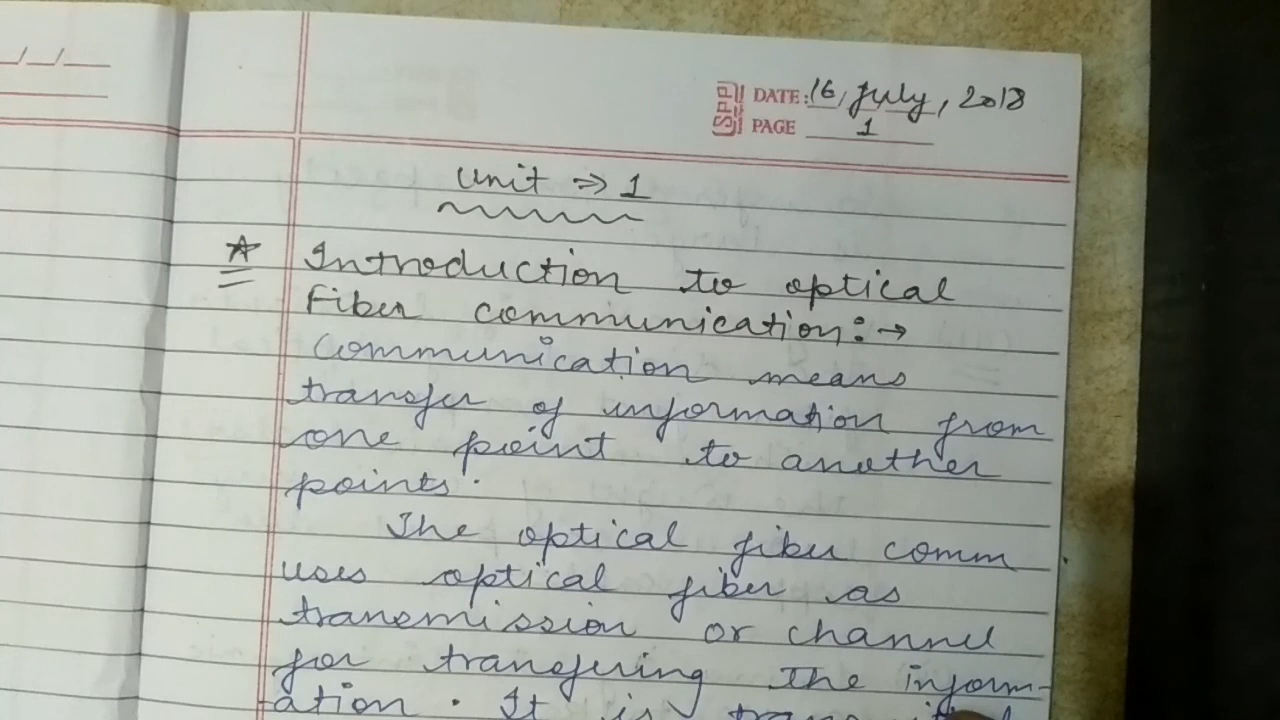 SPP DATE: 16, July, 2018
PAGE 1
Unit ⇒ 1
☆ Introduction to optical
Fiber communication:→
Communication means
transfer of information from
one point to another
points.
The optical fiber comm
uses optical fiber as
transmission or channel
for transfering the inform-
ation. It is